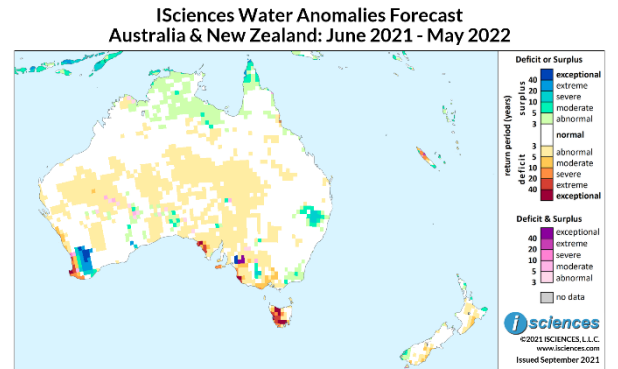 ISciences Water Anomalies Forecast
Australia & New Zealand: June 2021 - May 2022
Deficit or Surplus
return period (years)
surplus
deficit
40 exceptional
20 extreme
10 severe
5 moderate
3 abnormal
normal
3 abnormal
5 moderate
10 severe
20 extreme
40 exceptional
Deficit & Surplus
40 exceptional
20 extreme
10 severe
5 moderate
3 abnormal
no data
i sciences
©2021 ISCIENCES, L.L.C.
www.isciences.com
Issued September 2021